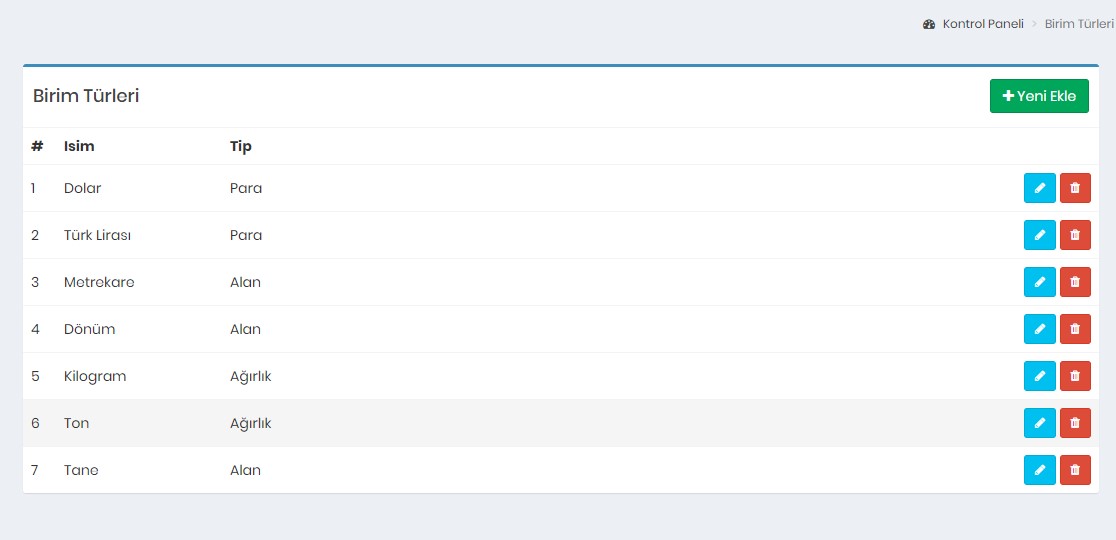 Kontrol Paneli > Birim Türleri
Birim Türleri
Yeni Ekle
# Isim Tip
1 Dolar Para
2 Türk Lirası Para
3 Metrekare Alan
4 Dönüm Alan
5 Kilogram Ağırlık
6 Ton Ağırlık
7 Tane Alan